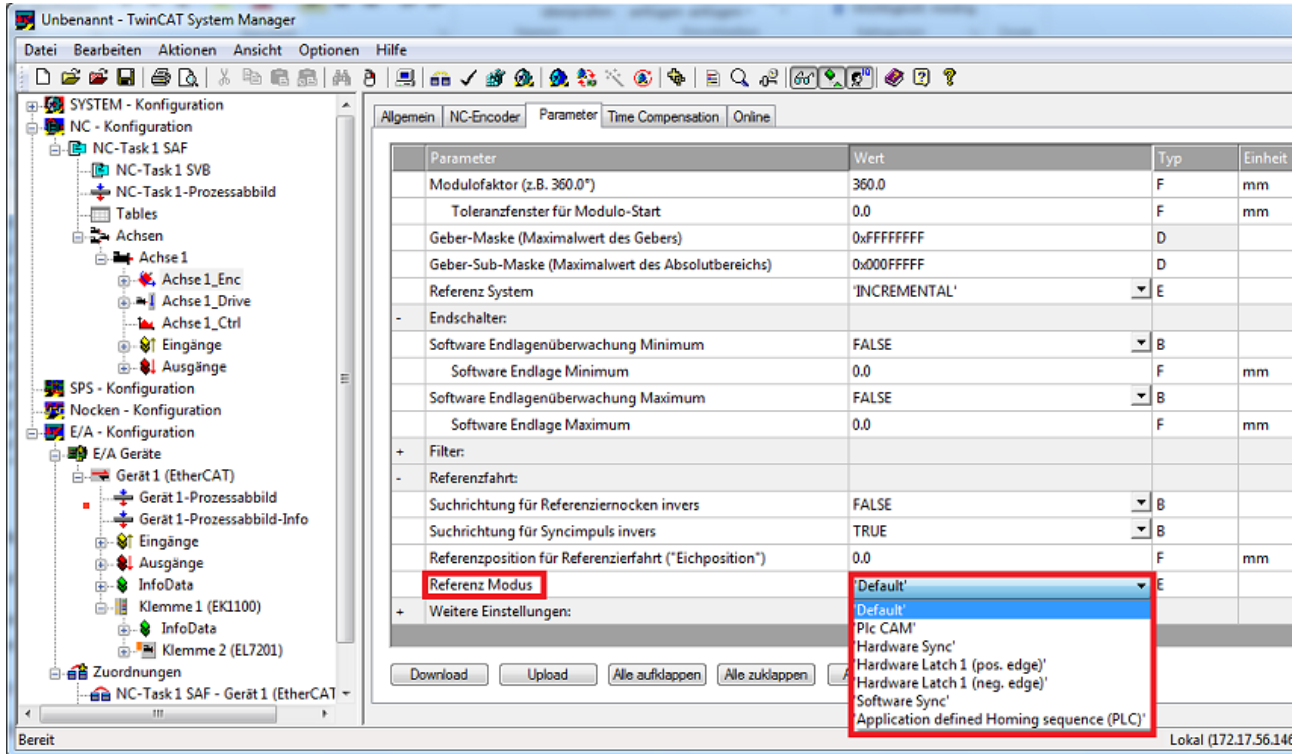 Unbenannt - TwinCAT System Manager
Datei Bearbeiten Aktionen Ansicht Optionen Hilfe
SYSTEM - Konfiguration
NC - Konfiguration
NC-Task 1 SAF
NC-Task 1 SVB
NC-Task 1-Prozessabbild
Tables
Achsen
Achse 1
Achse 1_Enc
Achse 1_Drive
Achse 1_Ctrl
Eingänge
Ausgänge
SPS - Konfiguration
Nocken - Konfiguration
E/A - Konfiguration
E/A Geräte
Gerät 1 (EtherCAT)
Gerät 1-Prozessabbild
Gerät 1-Prozessabbild-Info
Eingänge
Ausgänge
InfoData
Klemme 1 (EK1100)
InfoData
Klemme 2 (EL7201)
Zuordnungen
NC-Task 1 SAF - Gerät 1 (EtherCAT
Allgemein NC-Encoder Parameter Time Compensation Online
Parameter Wert Typ Einheit
Modulofaktor (z.B. 360.0°) 360.0 F mm
Toleranzfenster für Modulo-Start 0.0 F mm
Geber-Maske (Maximalwert des Gebers) 0xFFFFFFFF D
Geber-Sub-Maske (Maximalwert des Absolutbereichs) 0x000FFFFF D
Referenz System 'INCREMENTAL' E
- Endschalter:
Software Endlagenüberwachung Minimum FALSE B
Software Endlage Minimum 0.0 F mm
Software Endlagenüberwachung Maximum FALSE B
Software Endlage Maximum 0.0 F mm
+ Filter:
- Referenzfahrt:
Suchrichtung für Referenziernocken invers FALSE B
Suchrichtung für Syncimpuls invers TRUE B
Referenzposition für Referenzierfahrt ("Eichposition") 0.0 F mm
Referenz Modus 'Default' E
+ Weitere Einstellungen:
'Default'
'Plc CAM'
'Hardware Sync'
'Hardware Latch 1 (pos. edge)'
'Hardware Latch 1 (neg. edge)'
'Software Sync'
'Application defined Homing sequence (PLC)'
Download Upload Alle aufklappen Alle zuklappen
Bereit Lokal (172.17.56.146